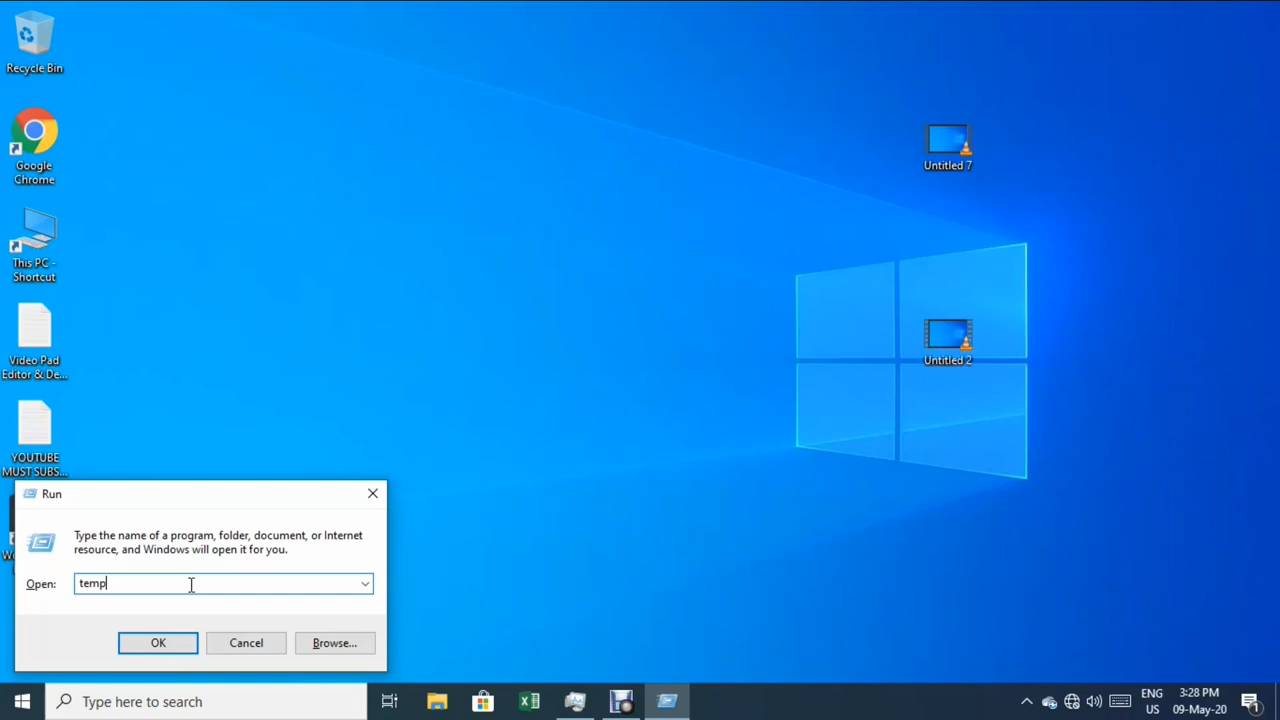 Recycle Bin
Google
Chrome
This PC -
Shortcut
Video Pad
Editor & De...
YOUTUBE
MUST SUBS...
Untitled 7
Untitled 2
Run
Type the name of a program, folder, document, or Internet
resource, and Windows will open it for you.
Open: temp
OK Cancel Browse...
Type here to search
ENG
US
3:28 PM
09-May-20
1